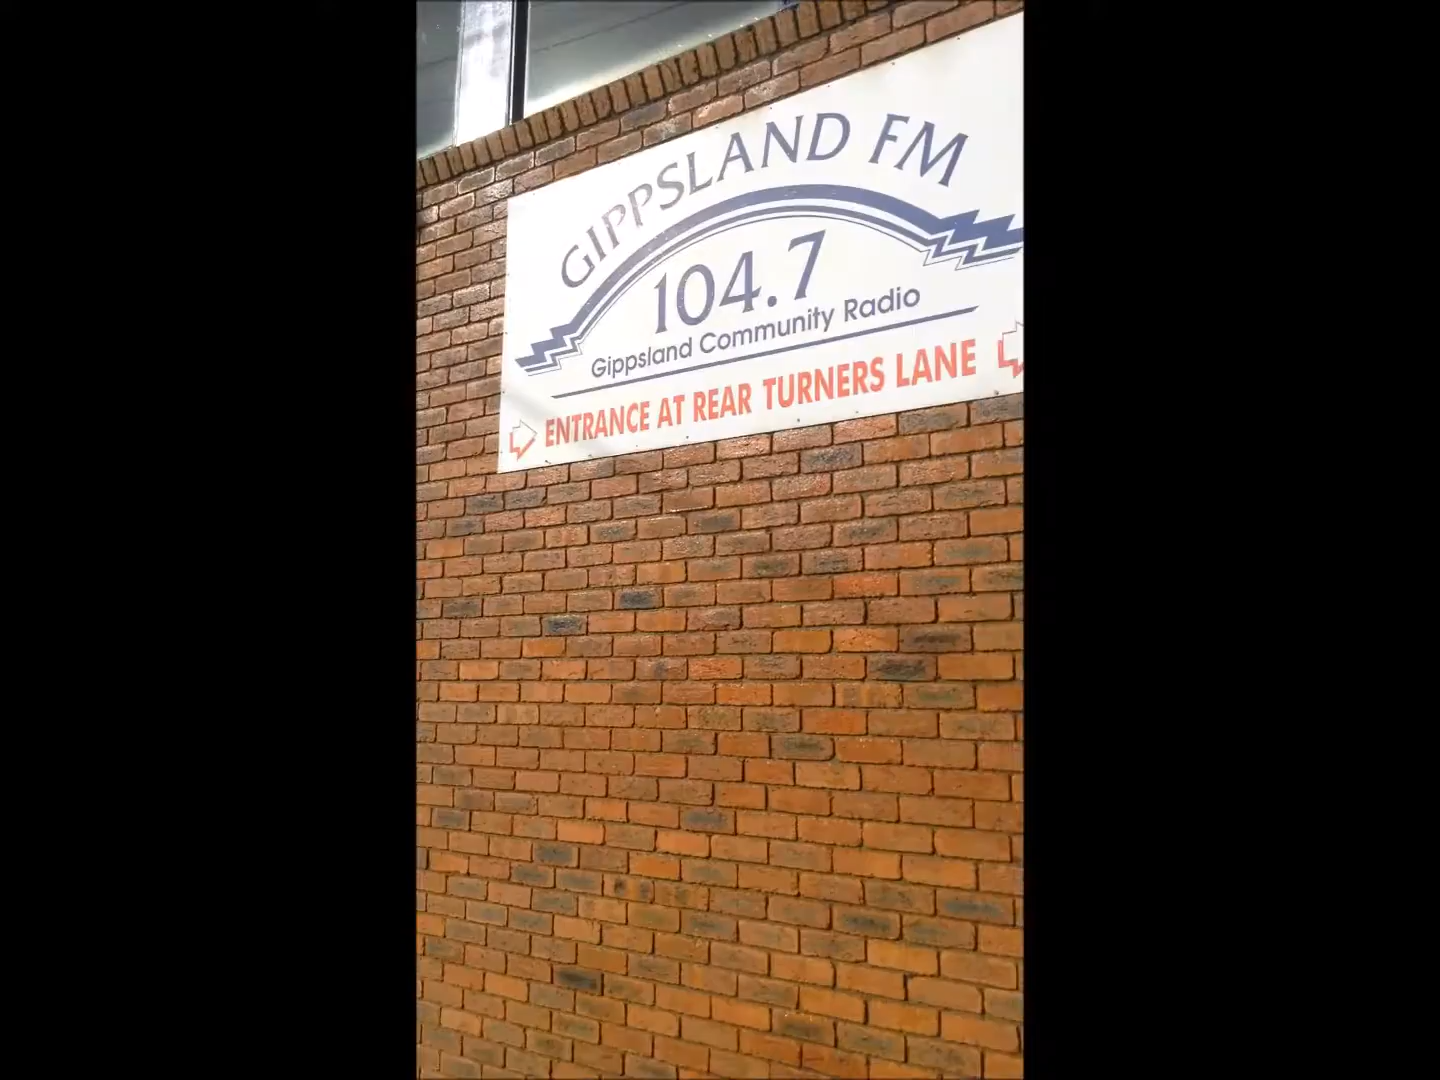 GIPPSLAND FM
104.7
Gippsland Community Radio
ENTRANCE AT REAR TURNERS LANE